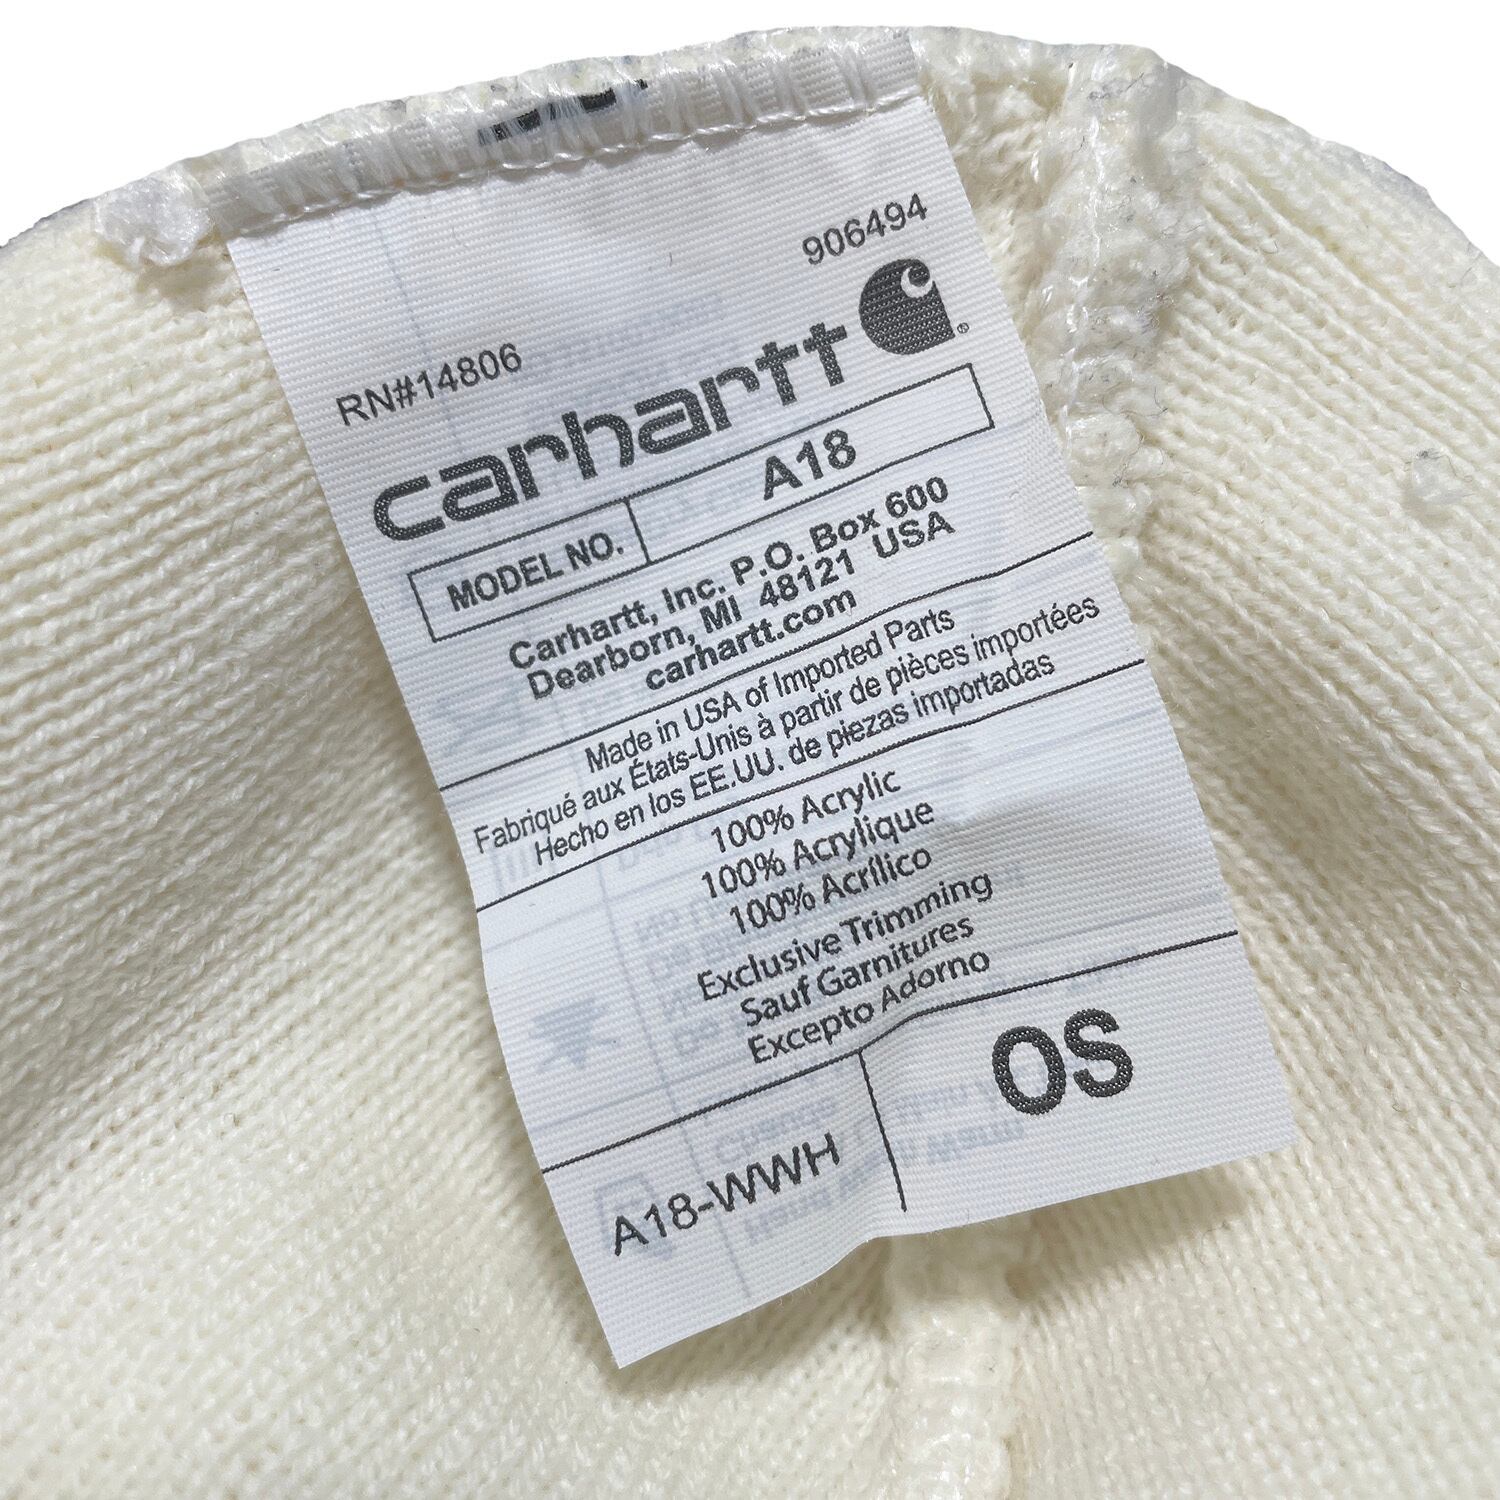 906494
RN#14806
carhartt ®
MODEL NO. A18
Carhartt, Inc. P.O. Box 600
Dearborn, MI 48121 USA
carhartt.com
Made in USA of Imported Parts
Fabriqué aux États-Unis à partir de pièces importées
Hecho en los EE.UU. de piezas importadas
100% Acrylic
100% Acrylique
100% Acrílico
Exclusive Trimming
Sauf Garnitures
Excepto Adorno
A18-WWH OS